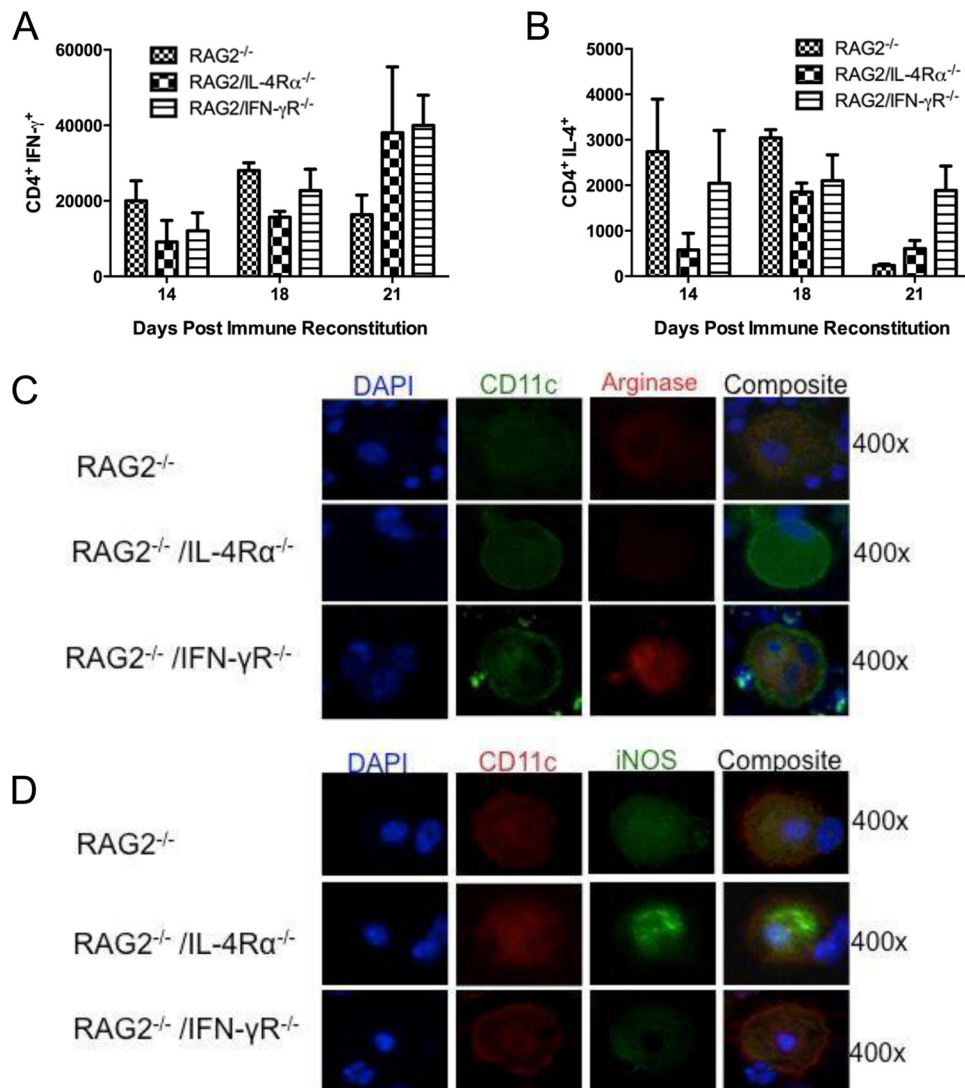 A
RAG2-/-
RAG2/IL-4Rα-/-
RAG2/IFN-γR-/-
CD4+ IFN-γ+
60000
40000
20000
0
14 18 21
Days Post Immune Reconstitution
B
RAG2-/-
RAG2/IL-4Rα-/-
RAG2/IFN-γR-/-
CD4+ IL-4+
5000
4000
3000
2000
1000
0
14 18 21
Days Post Immune Reconstitution
C
DAPI CD11c Arginase Composite
RAG2-/- 400x
RAG2-/- /IL-4Rα-/- 400x
RAG2-/- /IFN-γR-/- 400x
D
DAPI CD11c iNOS Composite
RAG2-/- 400x
RAG2-/- /IL-4Rα-/- 400x
RAG2-/- /IFN-γR-/- 400x